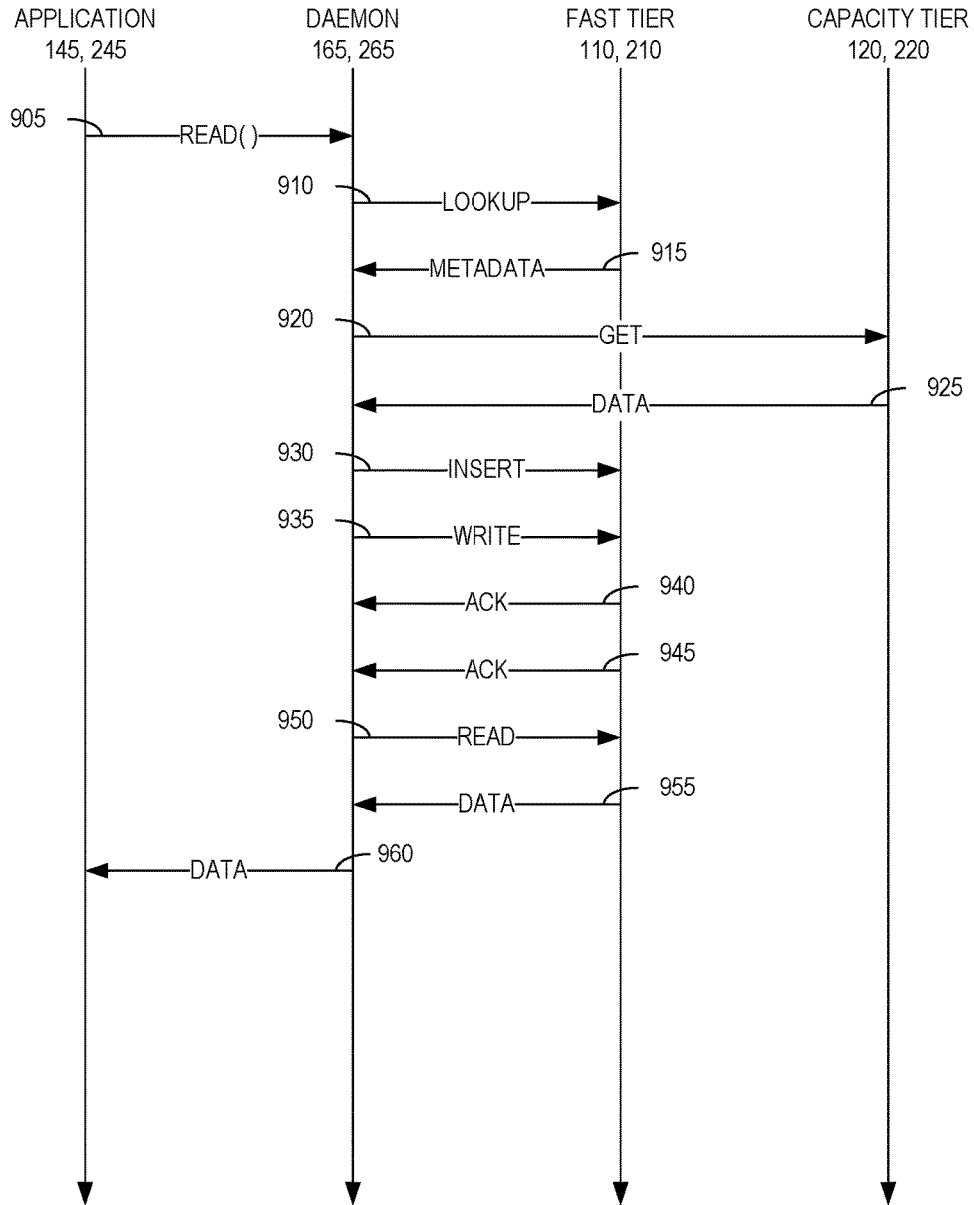 APPLICATION
145, 245
DAEMON
165, 265
FAST TIER
110, 210
CAPACITY TIER
120, 220
905
READ( )
910
LOOKUP
915
METADATA
920
GET
925
DATA
930
INSERT
935
WRITE
940
ACK
945
ACK
950
READ
955
DATA
960
DATA